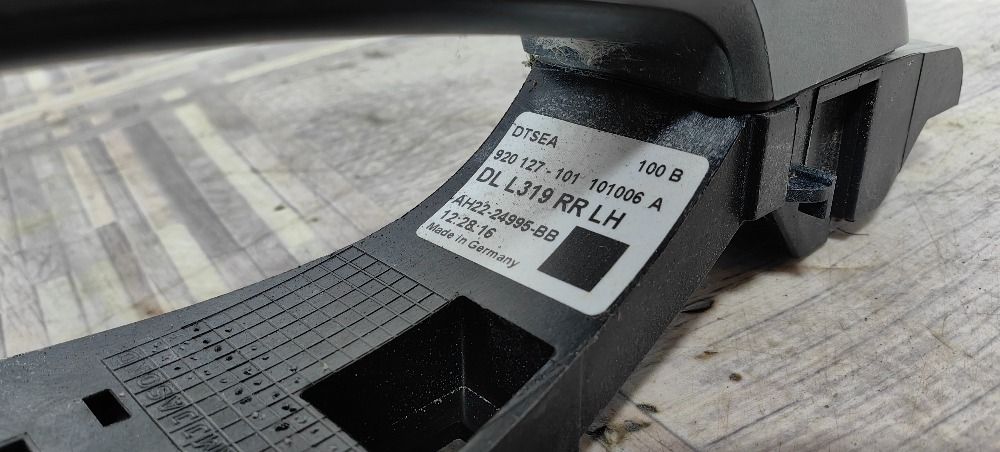 DTSEA 100 B
920 127 - 101 101006 A
DL L319 RR LH
AH22-24995-BB
12:28:16
Made in Germany